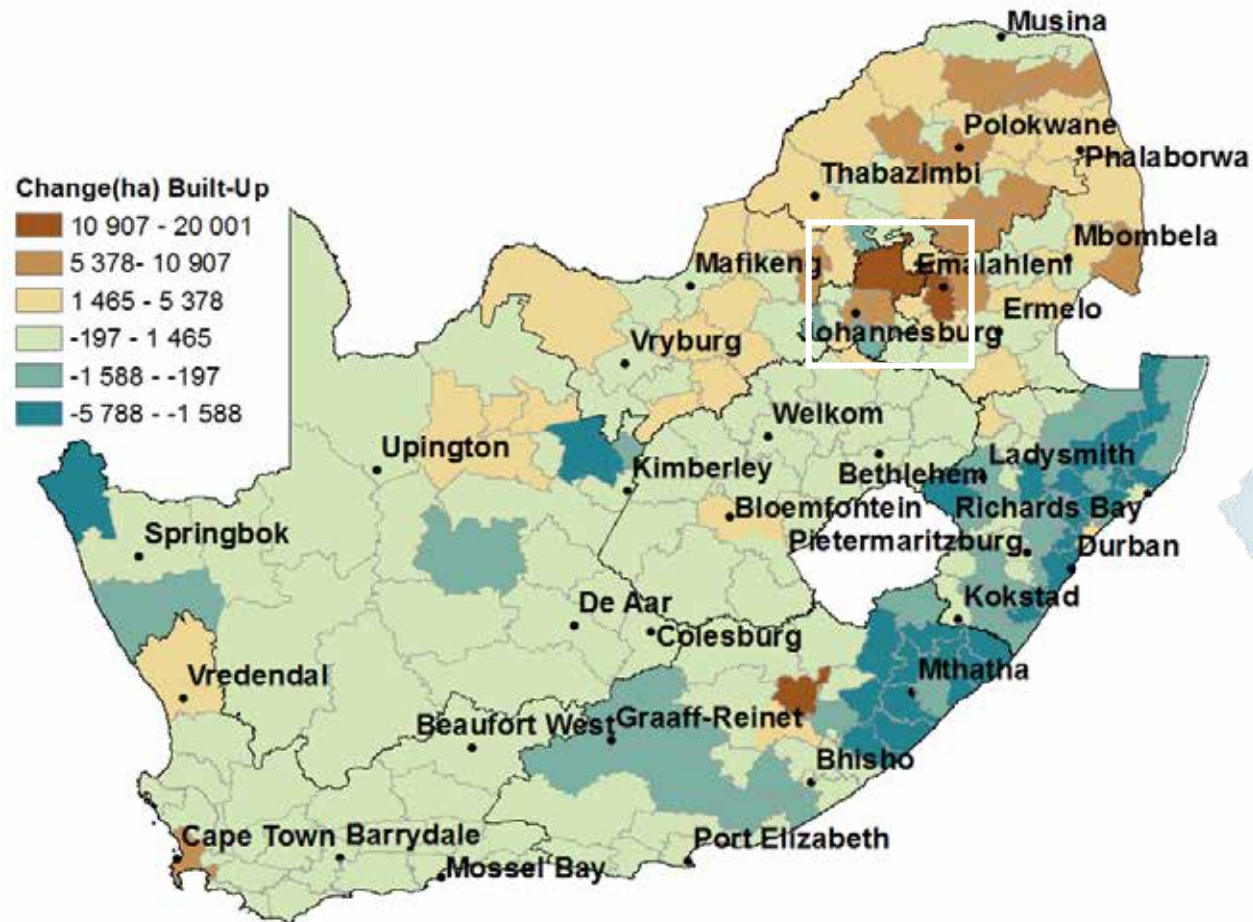 Musina
Polokwane
Phalaborwa
Thabazimbi
Change(ha) Built-Up
10 907 - 20 001
5 378- 10 907
1 465 - 5 378
-197 - 1 465
-1 588 - -197
-5 788 - -1 588
Mbombela
Mafikeng
Emalahleni
Ermelo
Johannesburg
Vryburg
Welkom
Upington
Kimberley
Bethlehem
Ladysmith
Bloemfontein
Richards Bay
Springbok
Pietermaritzburg
Durban
De Aar
Kokstad
Colesburg
Mthatha
Vredendal
Beaufort West
Graaff-Reinet
Bhisho
Cape Town
Barrydale
Port Elizabeth
Mossel Bay